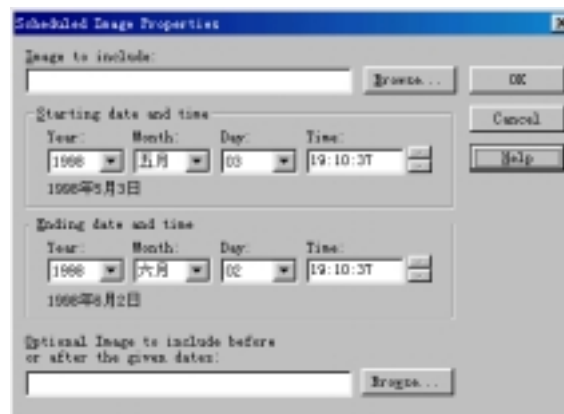 Scheduled Image Properties
Image to include:
Browse...
OK
Cancel
Help
Starting date and time
Year: Month: Day: Time:
1998 五月 03 19:10:37
1998年5月3日
Ending date and time
Year: Month: Day: Time:
1998 六月 02 19:10:37
1998年6月2日
Optional Image to include before
or after the given dates:
Browse...